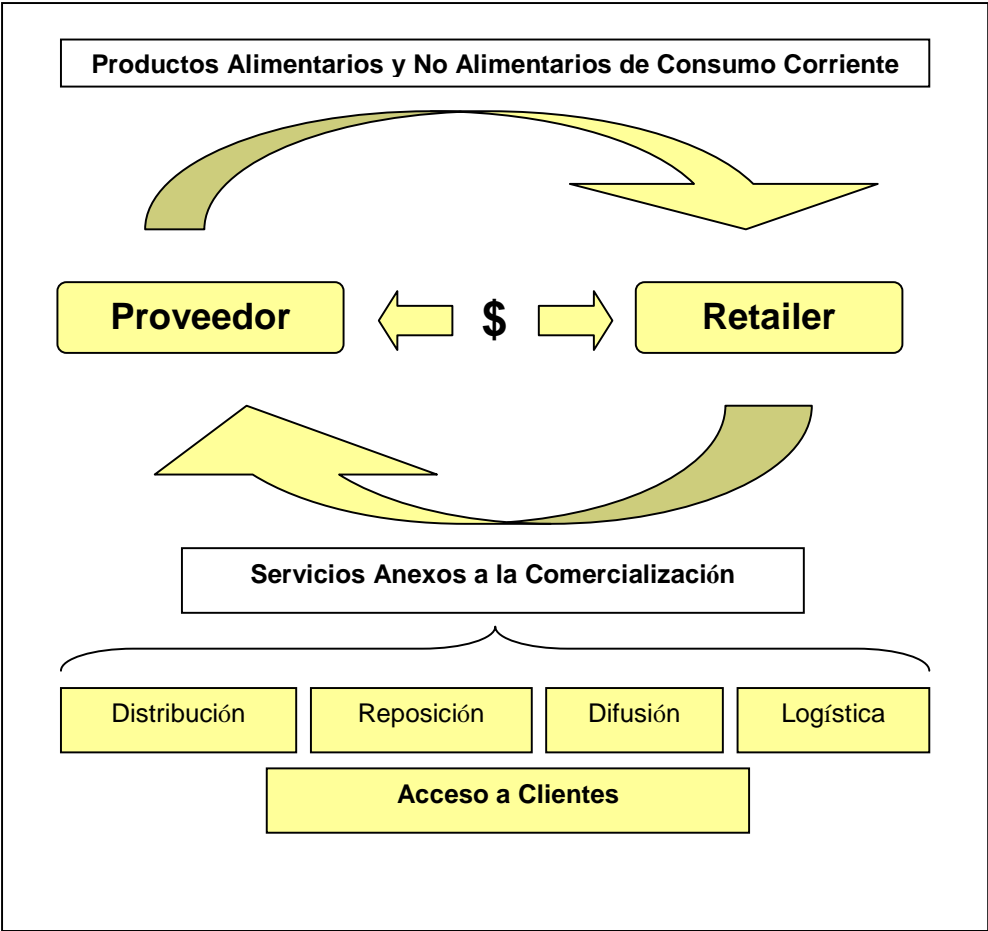 Productos Alimentarios y No Alimentarios de Consumo Corriente
Proveedor
$
Retailer
Servicios Anexos a la Comercialización
Distribución
Reposición
Difusión
Logística
Acceso a Clientes